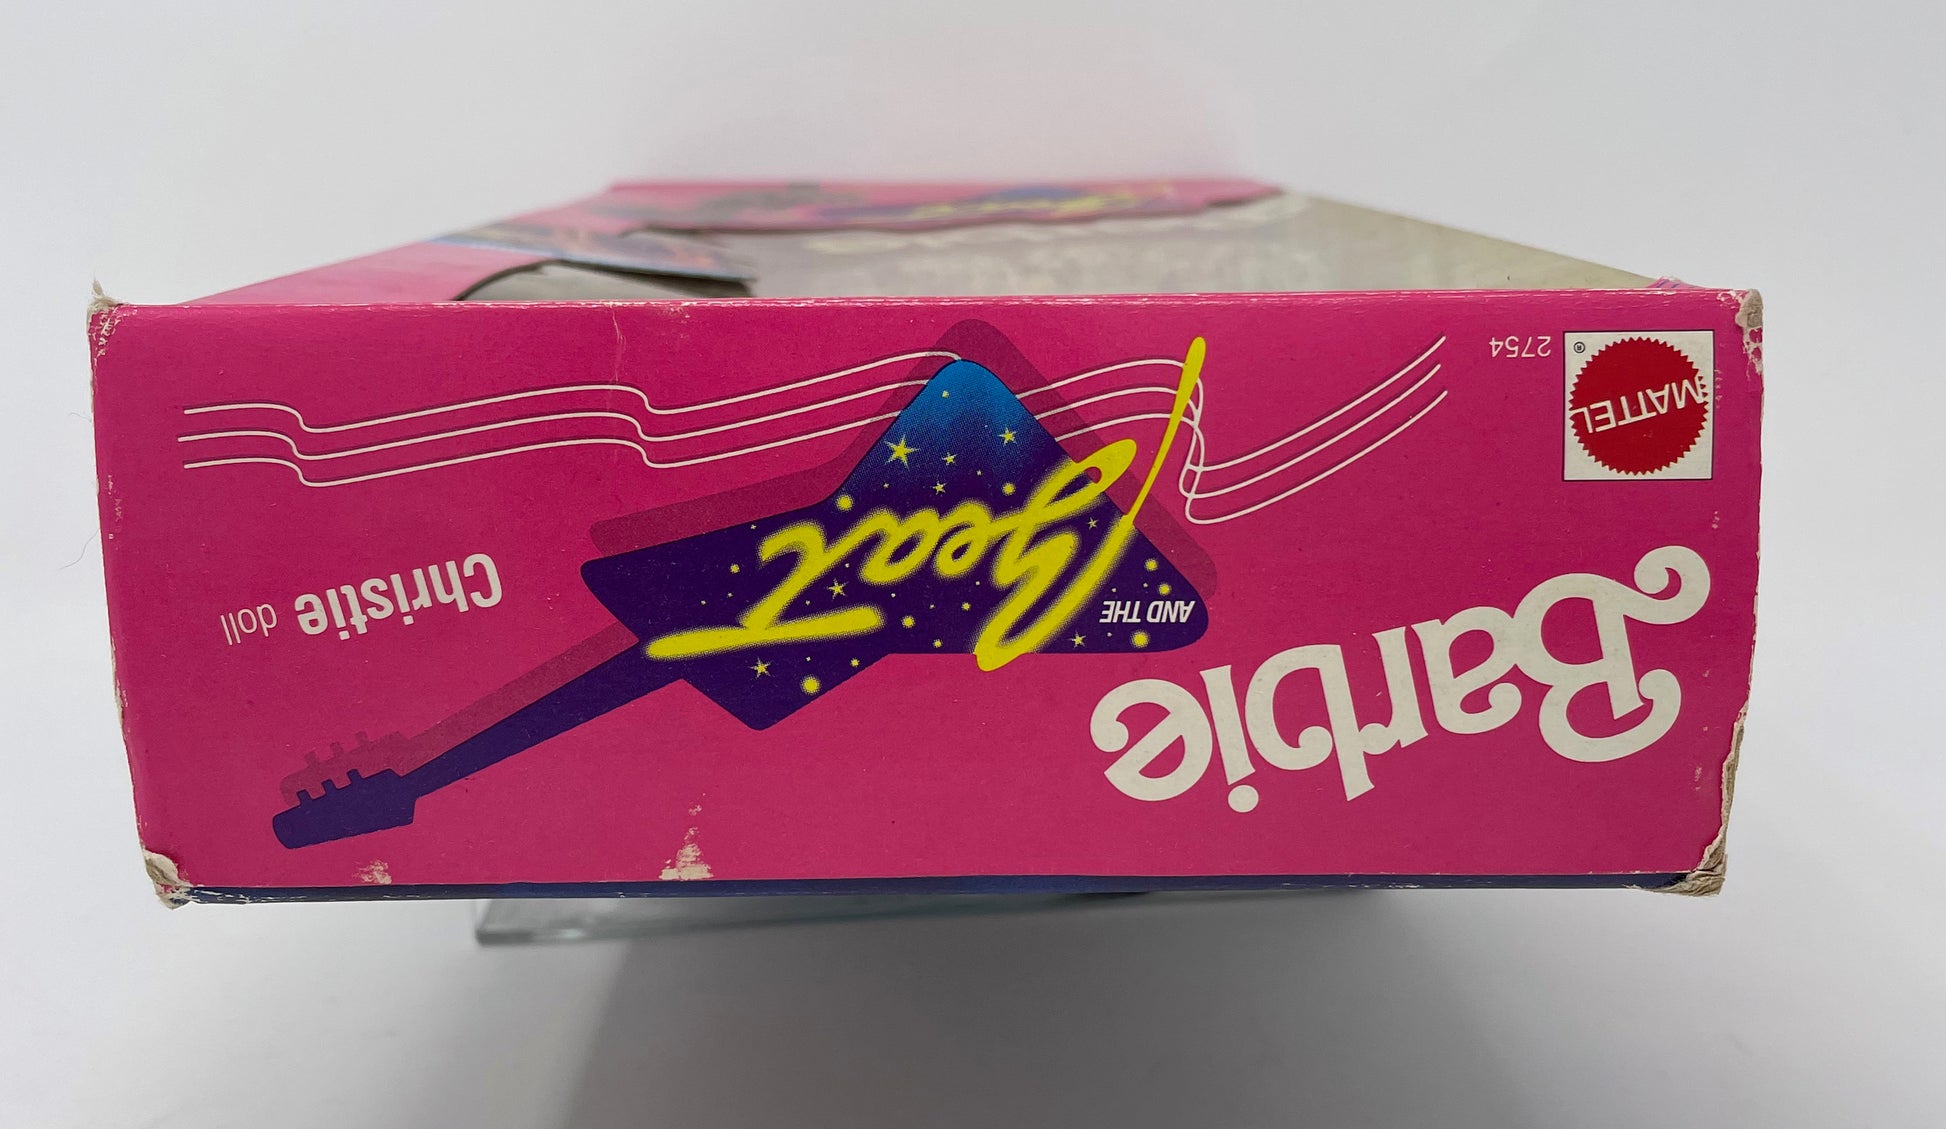 Barbie
AND THE
Beat
Christie doll
MATTEL
®
2754